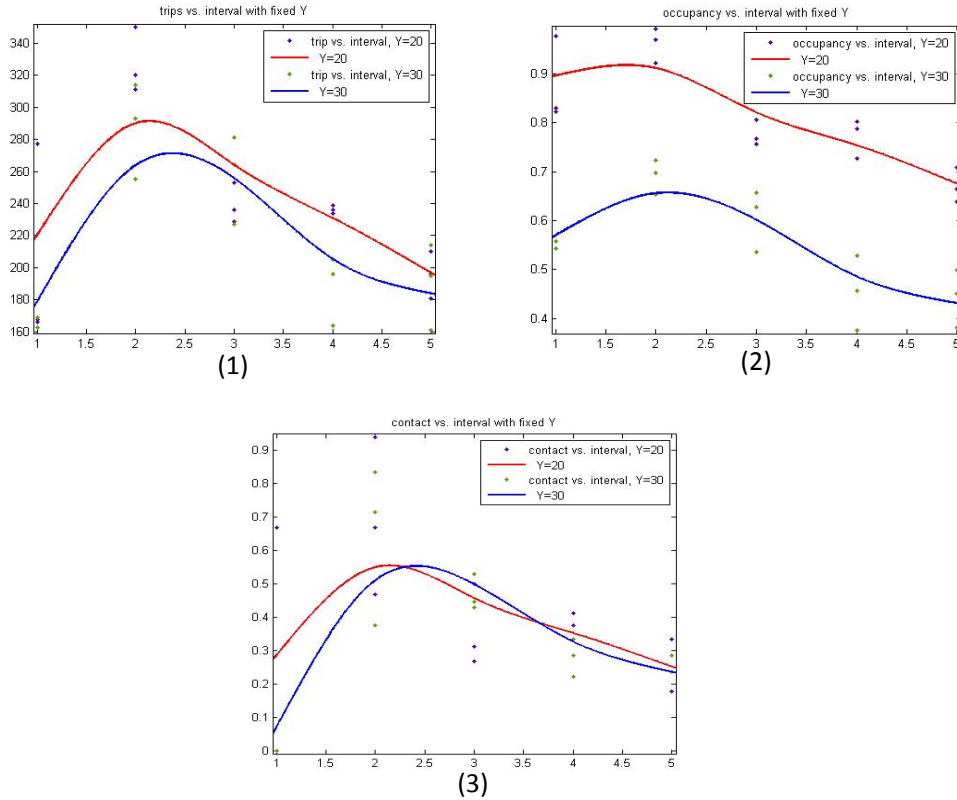 trips vs. interval with fixed Y
340
320
300
280
260
240
220
200
180
160
1 1.5 2 2.5 3 3.5 4 4.5 5
trip vs. interval, Y=20
Y=20
trip vs. interval, Y=30
Y=30
(1)
occupancy vs. interval with fixed Y
0.9
0.8
0.7
0.6
0.5
0.4
1 1.5 2 2.5 3 3.5 4 4.5 5
occupancy vs. interval, Y=20
Y=20
occupancy vs. interval, Y=30
Y=30
(2)
contact vs. interval with fixed Y
0.9
0.8
0.7
0.6
0.5
0.4
0.3
0.2
0.1
0
1 1.5 2 2.5 3 3.5 4 4.5 5
contact vs. interval, Y=20
Y=20
contact vs. interval, Y=30
Y=30
(3)